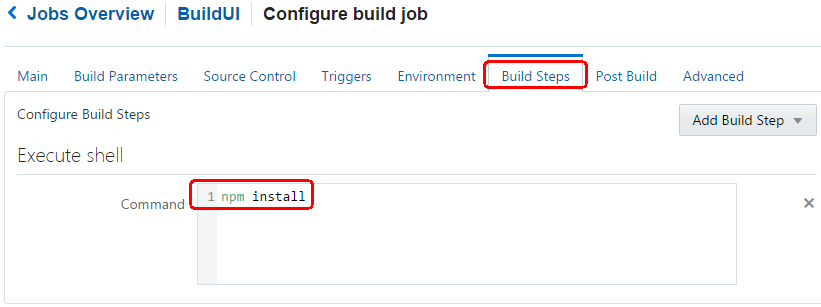 Jobs Overview BuildUI Configure build job
Main Build Parameters Source Control Triggers Environment Build Steps Post Build Advanced
Configure Build Steps
Add Build Step
Execute shell
Command 1 npm install